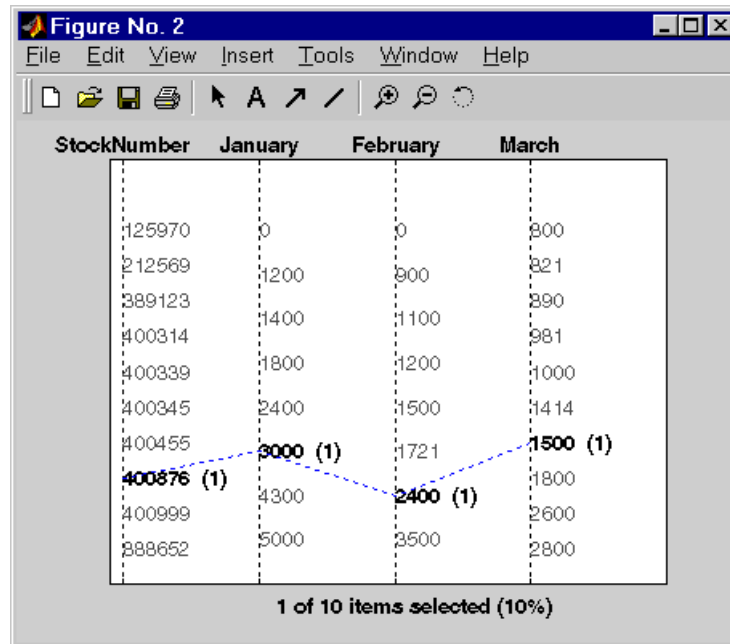 Figure No. 2
File Edit View Insert Tools Window Help
A
StockNumber January February March
125970 0 0 800
212569 1200 900 821
389123 1400 1100 890
400314 1800 1200 981
400339 2400 1500 1000
400345 3000 (1) 1721 1414
400455 4300 2400 (1) 1500 (1)
400876 (1) 5000 3500 1800
400999 2600
888652 2800
1 of 10 items selected (10%)